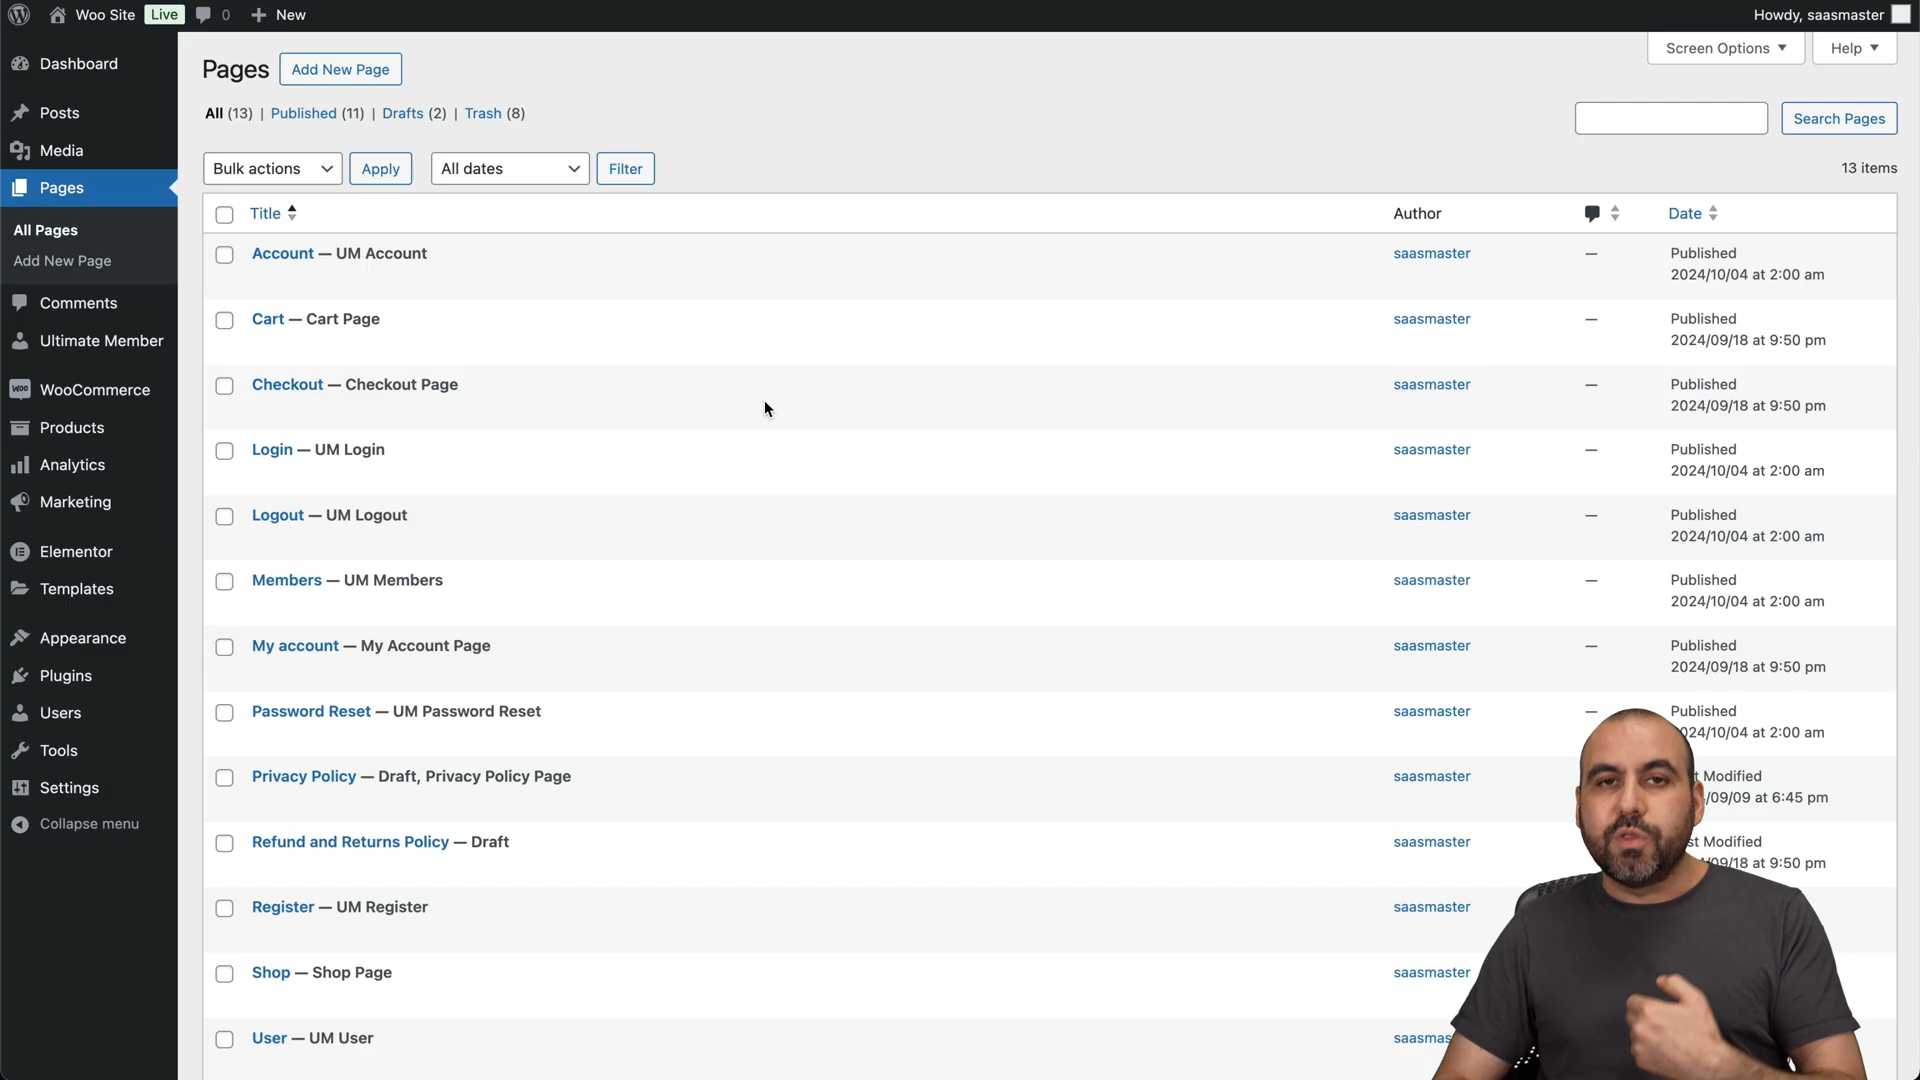 Woo Site Live 0 New Howdy, saasmaster
Screen Options ▼ Help ▼
Dashboard
Posts
Media
Pages
All Pages
Add New Page
Comments
Ultimate Member
WooCommerce
Products
Analytics
Marketing
Elementor
Templates
Appearance
Plugins
Users
Tools
Settings
Collapse menu
Pages Add New Page
All (13) | Published (11) | Drafts (2) | Trash (8)
Search Pages
Bulk actions Apply All dates Filter 13 items
Title Author Date
Account — UM Account saasmaster — Published
2024/10/04 at 2:00 am
Cart — Cart Page saasmaster — Published
2024/09/18 at 9:50 pm
Checkout — Checkout Page saasmaster — Published
2024/09/18 at 9:50 pm
Login — UM Login saasmaster — Published
2024/10/04 at 2:00 am
Logout — UM Logout saasmaster — Published
2024/10/04 at 2:00 am
Members — UM Members saasmaster — Published
2024/10/04 at 2:00 am
My account — My Account Page saasmaster — Published
2024/09/18 at 9:50 pm
Password Reset — UM Password Reset saasmaster — Published
24/10/04 at 2:00 am
Privacy Policy — Draft, Privacy Policy Page saasmaster Modified
/09/09 at 6:45 pm
Refund and Returns Policy — Draft saasmaster Modified
/09/18 at 9:50 pm
Register — UM Register saasmaster
Shop — Shop Page saasmaster
User — UM User saasmas